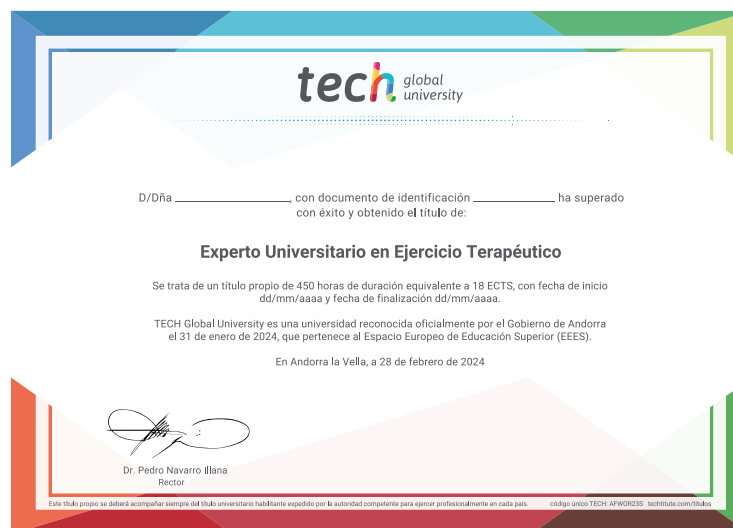 tech global university
D/Dña ____________, con documento de identificación ____________ ha superado
con éxito y obtenido el título de:
Experto Universitario en Ejercicio Terapéutico
Se trata de un título propio de 450 horas de duración equivalente a 18 ECTS, con fecha de inicio
dd/mm/aaaa y fecha de finalización dd/mm/aaaa.
TECH Global University es una universidad reconocida oficialmente por el Gobierno de Andorra
el 31 de enero de 2024, que pertenece al Espacio Europeo de Educación Superior (EEES).
En Andorra la Vella, a 28 de febrero de 2024
Dr. Pedro Navarro Illana
Rector
Este título propio se deberá acompañar siempre del título universitario habilitante expedido por la autoridad competente para ejercer profesionalmente en cada país. código único TECH: AFWOR23S techtitute.com/titulos